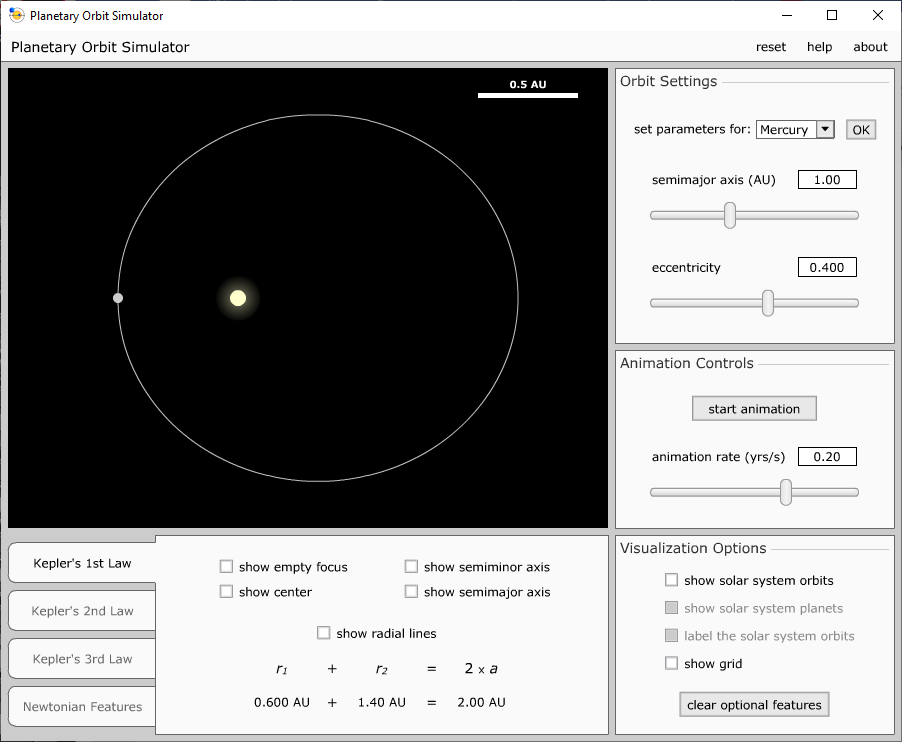 Planetary Orbit Simulator
Planetary Orbit Simulator
reset help about
0.5 AU
Orbit Settings
set parameters for: Mercury OK
semimajor axis (AU) 1.00
eccentricity 0.400
Animation Controls
start animation
animation rate (yrs/s) 0.20
Kepler's 1st Law
Kepler's 2nd Law
Kepler's 3rd Law
Newtonian Features
show empty focus show semiminor axis
show center show semimajor axis
show radial lines
r1 + r2 = 2 x a
0.600 AU + 1.40 AU = 2.00 AU
Visualization Options
show solar system orbits
show solar system planets
label the solar system orbits
show grid
clear optional features